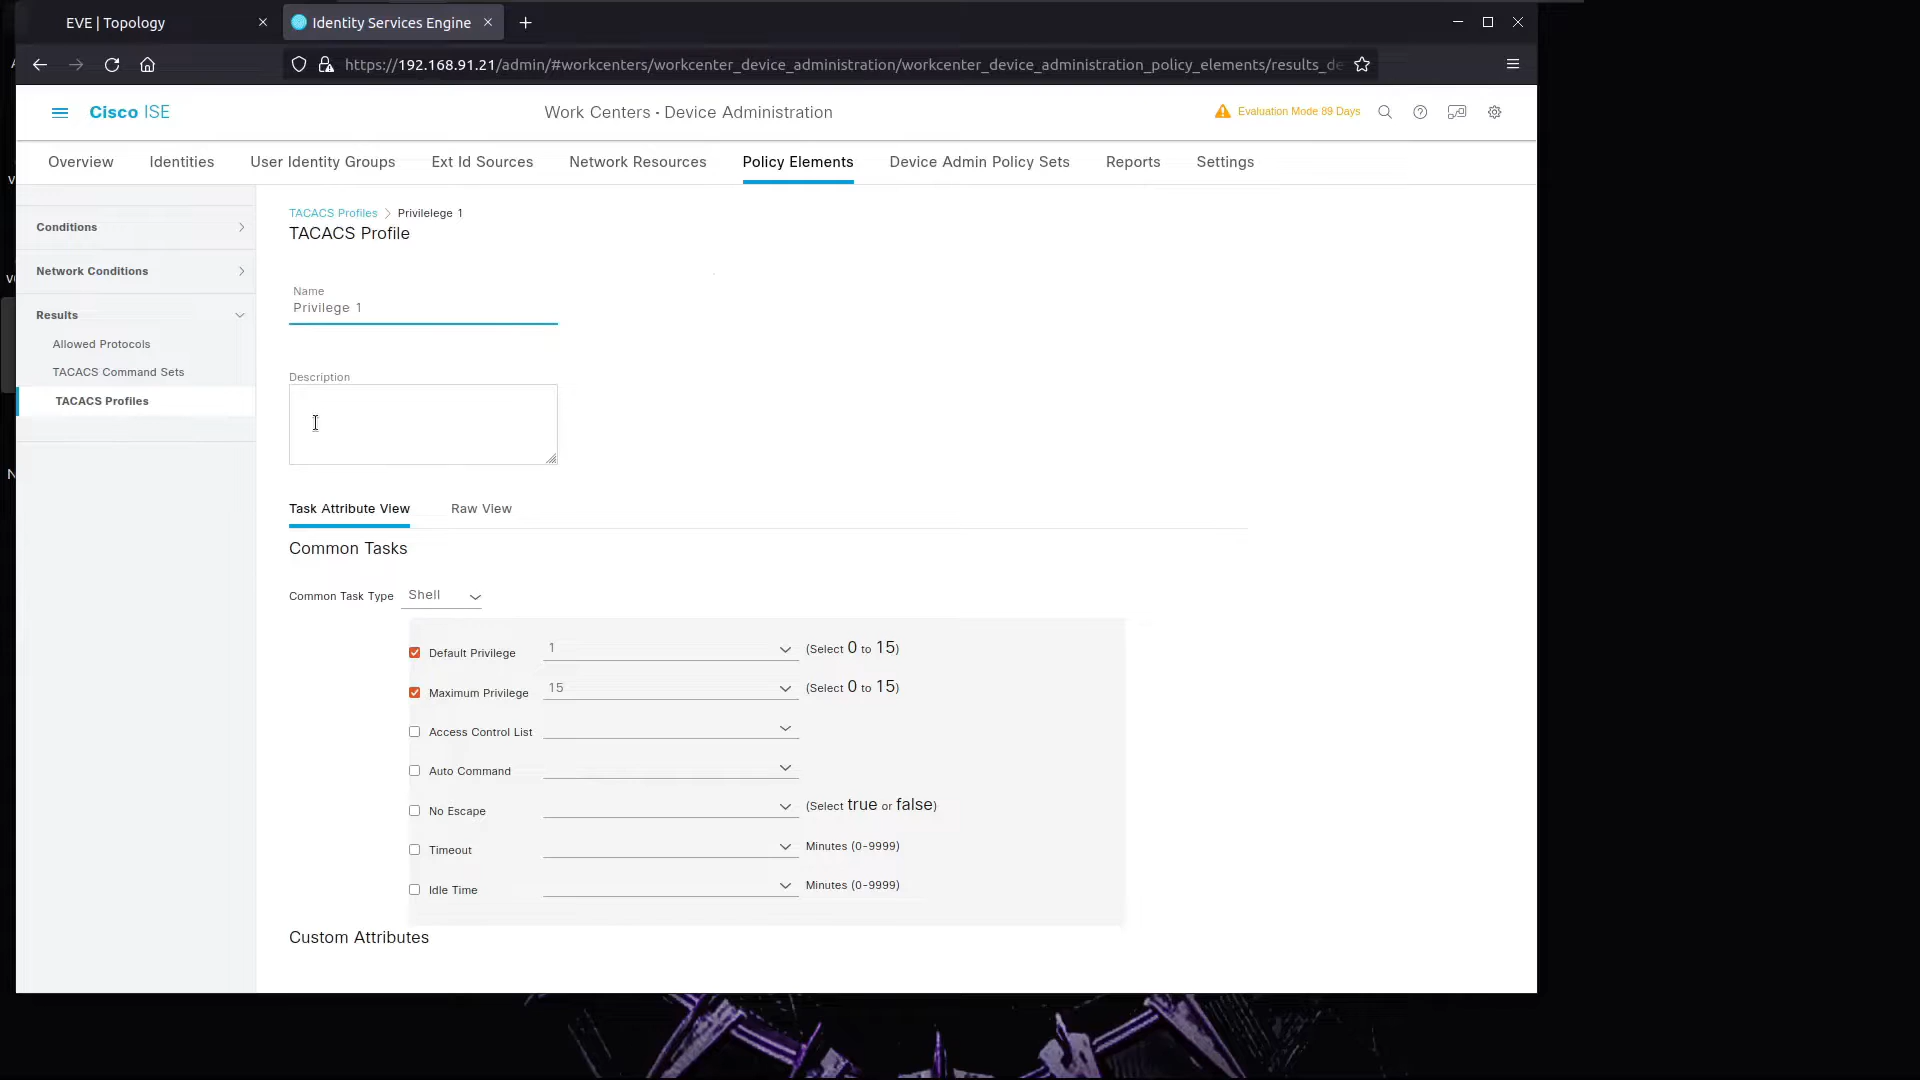 EVE | Topology
Identity Services Engine
https://192.168.91.21/admin/#workcenters/workcenter_device_administration/workcenter_device_administration_policy_elements/results_de
Cisco ISE
Work Centers · Device Administration
Evaluation Mode 89 Days
Overview
Identities
User Identity Groups
Ext Id Sources
Network Resources
Policy Elements
Device Admin Policy Sets
Reports
Settings
Conditions
Network Conditions
Results
Allowed Protocols
TACACS Command Sets
TACACS Profiles
TACACS Profiles > Privilelege 1
TACACS Profile
Name
Privilege 1
Description
Task Attribute View
Raw View
Common Tasks
Common Task Type Shell
Default Privilege 1 (Select 0 to 15)
Maximum Privilege 15 (Select 0 to 15)
Access Control List
Auto Command
No Escape (Select true or false)
Timeout Minutes (0-9999)
Idle Time Minutes (0-9999)
Custom Attributes